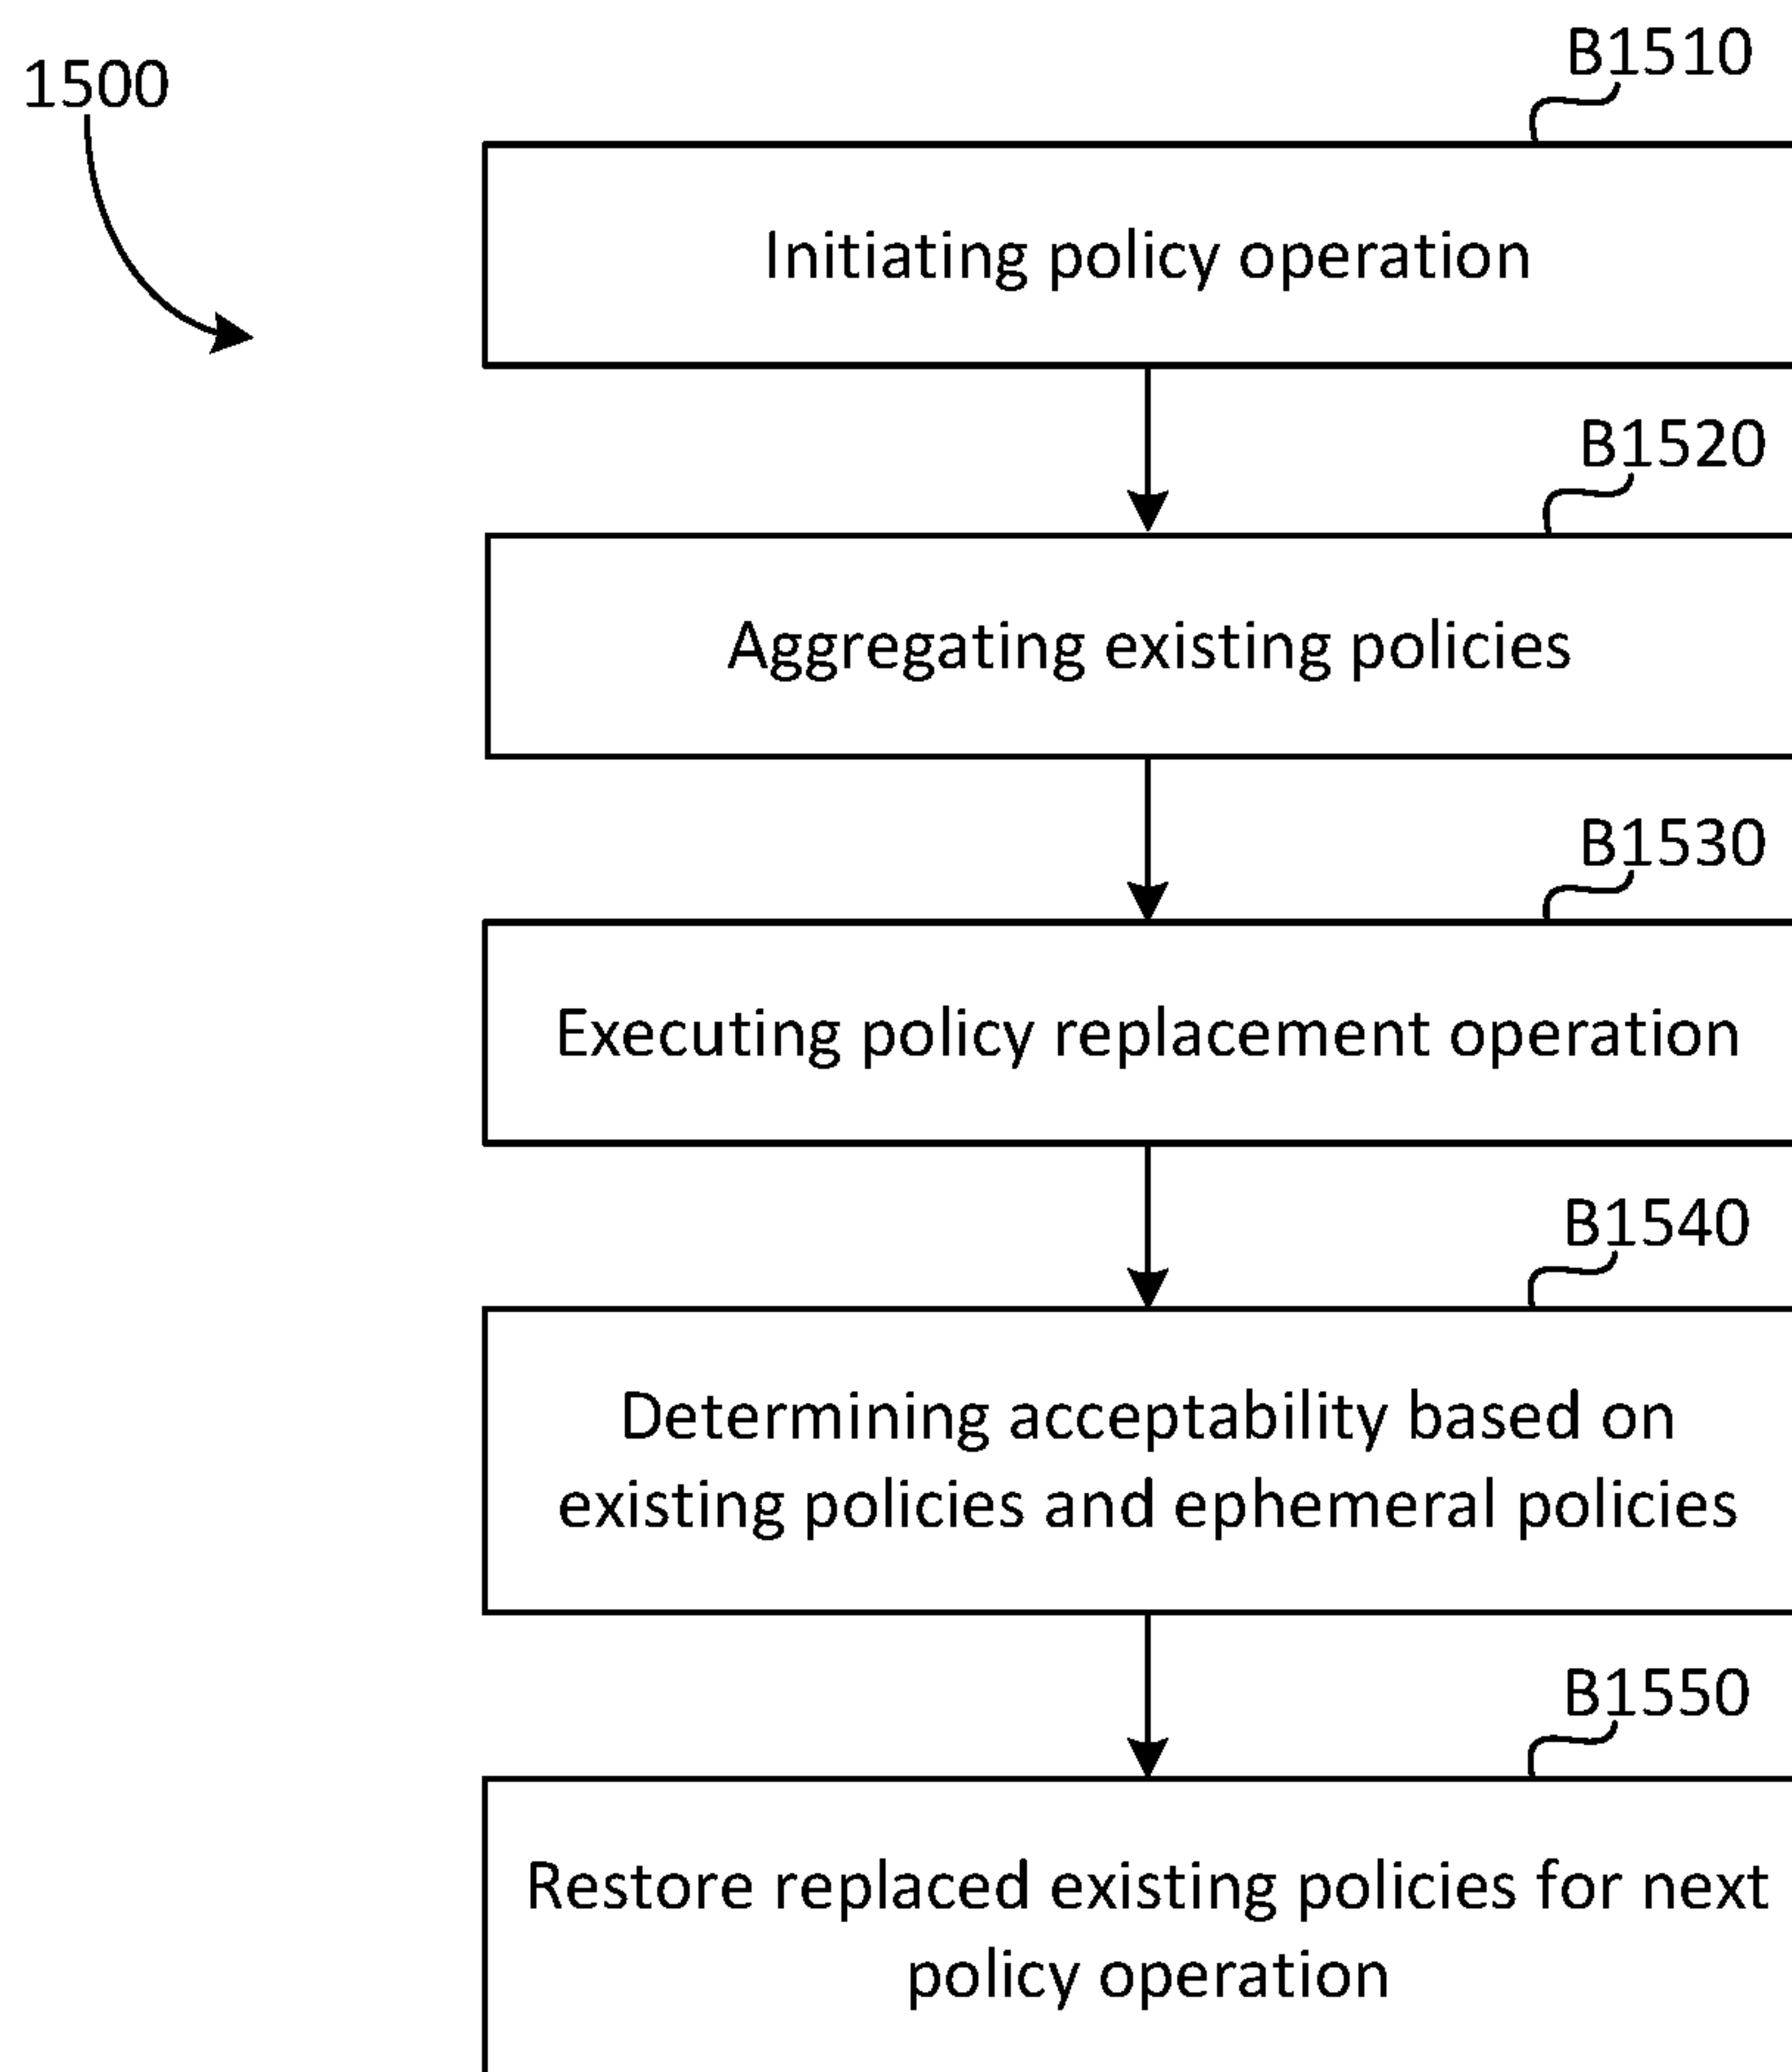 1500
B1510
Initiating policy operation
B1520
Aggregating existing policies
B1530
Executing policy replacement operation
B1540
Determining acceptability based on
existing policies and ephemeral policies
B1550
Restore replaced existing policies for next
policy operation